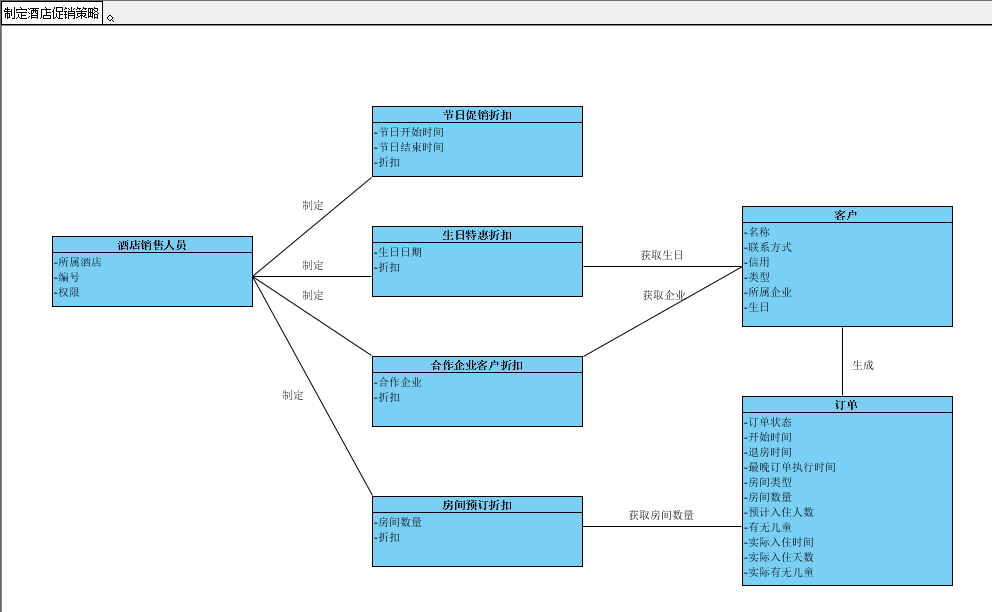 制定酒店促销策略
节日促销折扣
-节日开始时间
-节日结束时间
-折扣
制定
酒店销售人员
-所属酒店
-编号
-权限
制定
生日特惠折扣
-生日日期
-折扣
获取生日
客户
-名称
-联系方式
-信用
-类型
-所属企业
-生日
制定
获取企业
合作企业客户折扣
-合作企业
-折扣
生成
制定
订单
-订单状态
-开始时间
-退房时间
-最晚订单执行时间
-房间类型
-房间数量
-预计入住人数
-有无儿童
-实际入住时间
-实际入住天数
-实际有无儿童
房间预订折扣
-房间数量
-折扣
获取房间数量